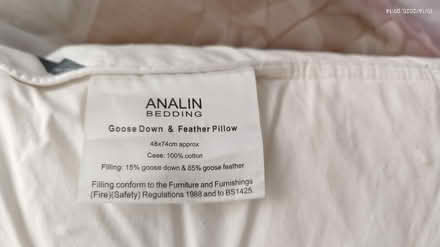 ANALIN
BEDDING
Goose Down & Feather Pillow
48x74cm approx
Case: 100% cotton
Filling: 15% goose down & 85% goose feather
Filling conform to the Furniture and Furnishings
(Fire)(Safety) Regulations 1988 and to BS1425.